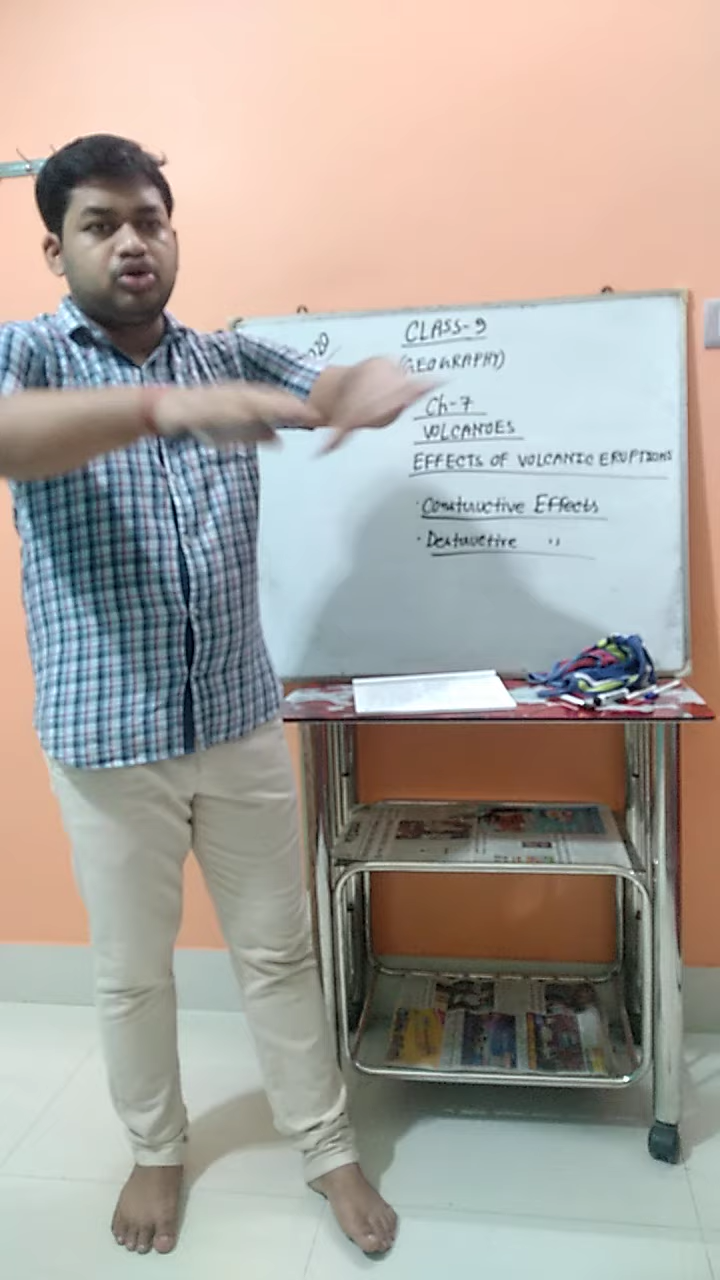 CLASS-9
(GEOGRAPHY)
Ch-7
VOLCANOES
EFFECTS OF VOLCANIC ERUPTIONS
· Constructive Effects
· Destructive "